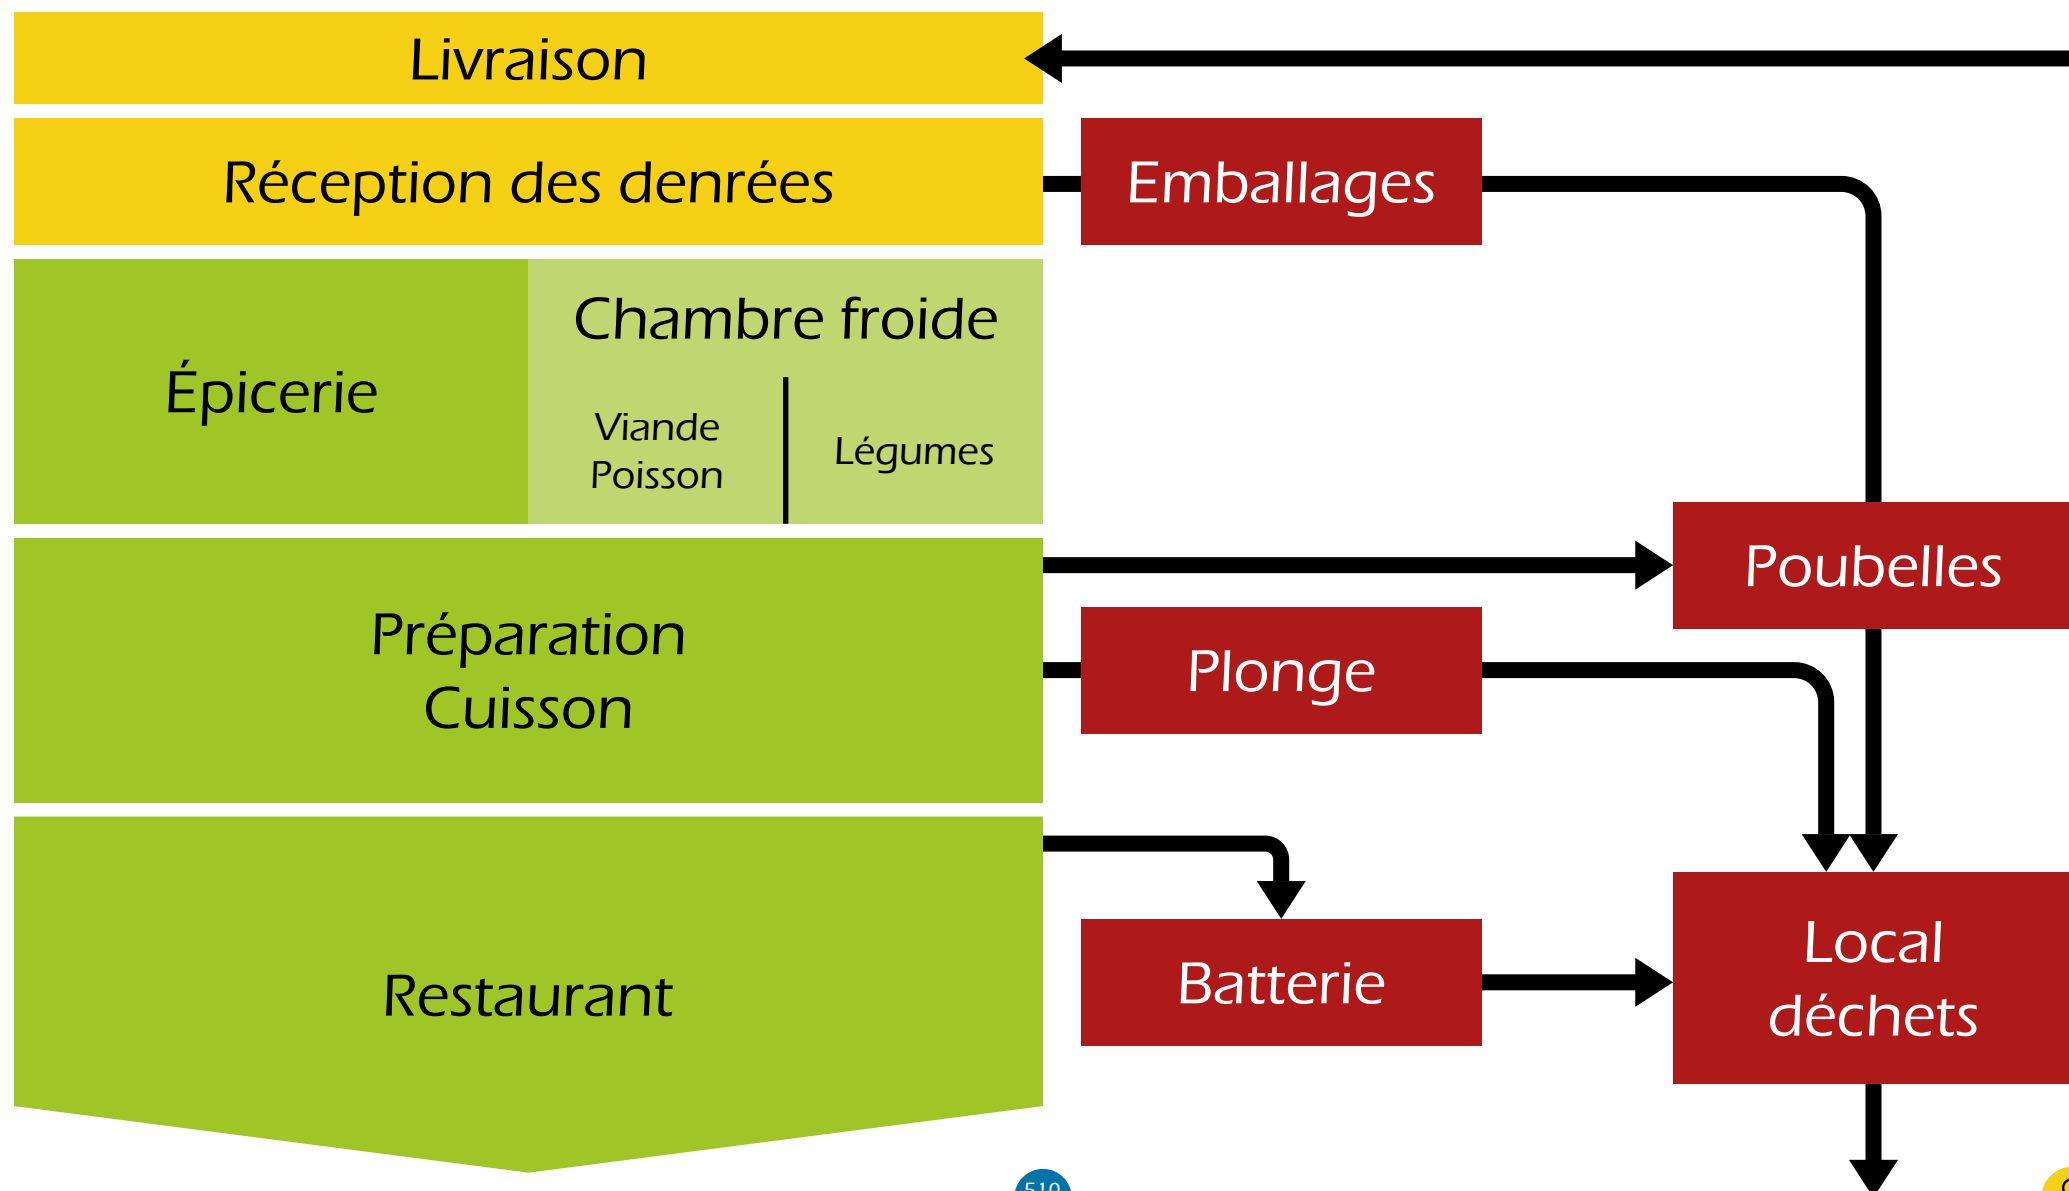 Livraison
Réception des denrées
Emballages
Épicerie
Chambre froide
Viande
Poisson
Légumes
Poubelles
Préparation
Cuisson
Plonge
Restaurant
Batterie
Local
déchets
510